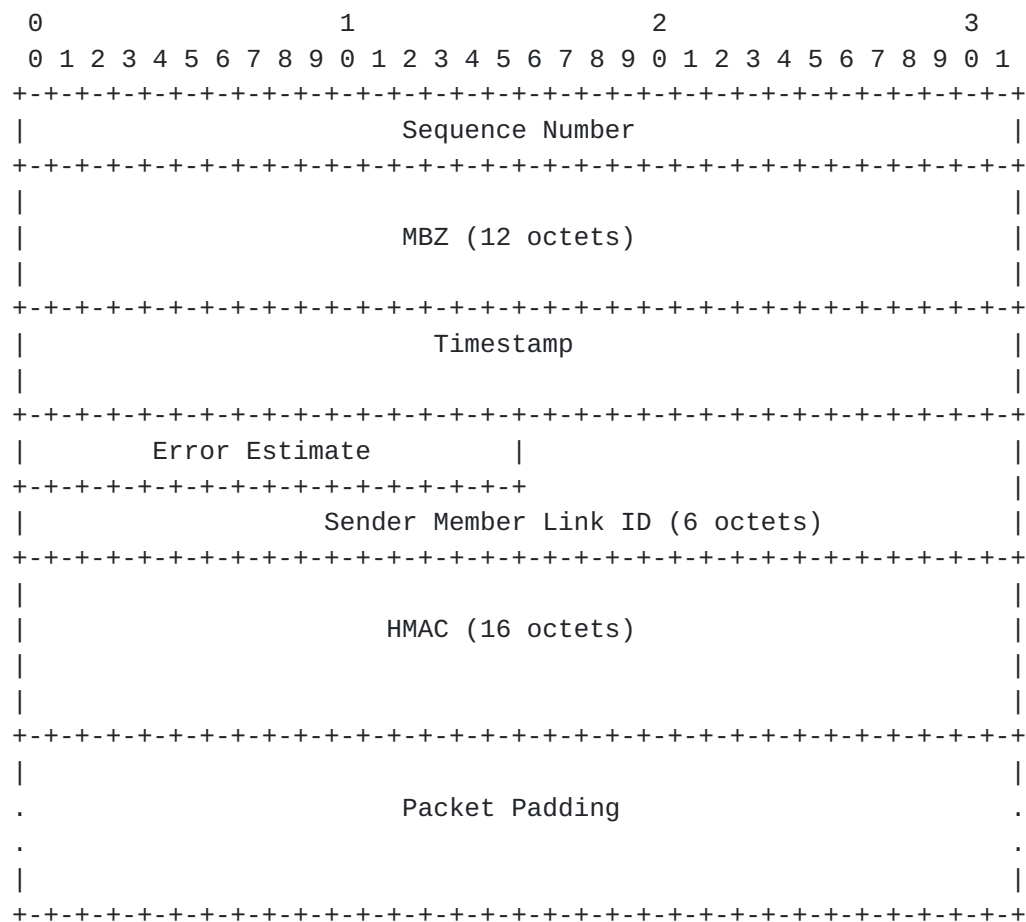 0                   1                   2                   3
 0 1 2 3 4 5 6 7 8 9 0 1 2 3 4 5 6 7 8 9 0 1 2 3 4 5 6 7 8 9 0 1
+-+-+-+-+-+-+-+-+-+-+-+-+-+-+-+-+-+-+-+-+-+-+-+-+-+-+-+-+-+-+-+-+
|                        Sequence Number                        |
+-+-+-+-+-+-+-+-+-+-+-+-+-+-+-+-+-+-+-+-+-+-+-+-+-+-+-+-+-+-+-+-+
|                                                               |
|                        MBZ (12 octets)                        |
|                                                               |
+-+-+-+-+-+-+-+-+-+-+-+-+-+-+-+-+-+-+-+-+-+-+-+-+-+-+-+-+-+-+-+-+
|                          Timestamp                            |
|                                                               |
+-+-+-+-+-+-+-+-+-+-+-+-+-+-+-+-+-+-+-+-+-+-+-+-+-+-+-+-+-+-+-+-+
|        Error Estimate         |                               |
+-+-+-+-+-+-+-+-+-+-+-+-+-+-+-+-+                               |
|                   Sender Member Link ID (6 octets)            |
+-+-+-+-+-+-+-+-+-+-+-+-+-+-+-+-+-+-+-+-+-+-+-+-+-+-+-+-+-+-+-+-+
|                                                               |
|                       HMAC (16 octets)                        |
|                                                               |
|                                                               |
+-+-+-+-+-+-+-+-+-+-+-+-+-+-+-+-+-+-+-+-+-+-+-+-+-+-+-+-+-+-+-+-+
|                                                               |
.                        Packet Padding                         .
.                                                               .
|                                                               |
+-+-+-+-+-+-+-+-+-+-+-+-+-+-+-+-+-+-+-+-+-+-+-+-+-+-+-+-+-+-+-+-+